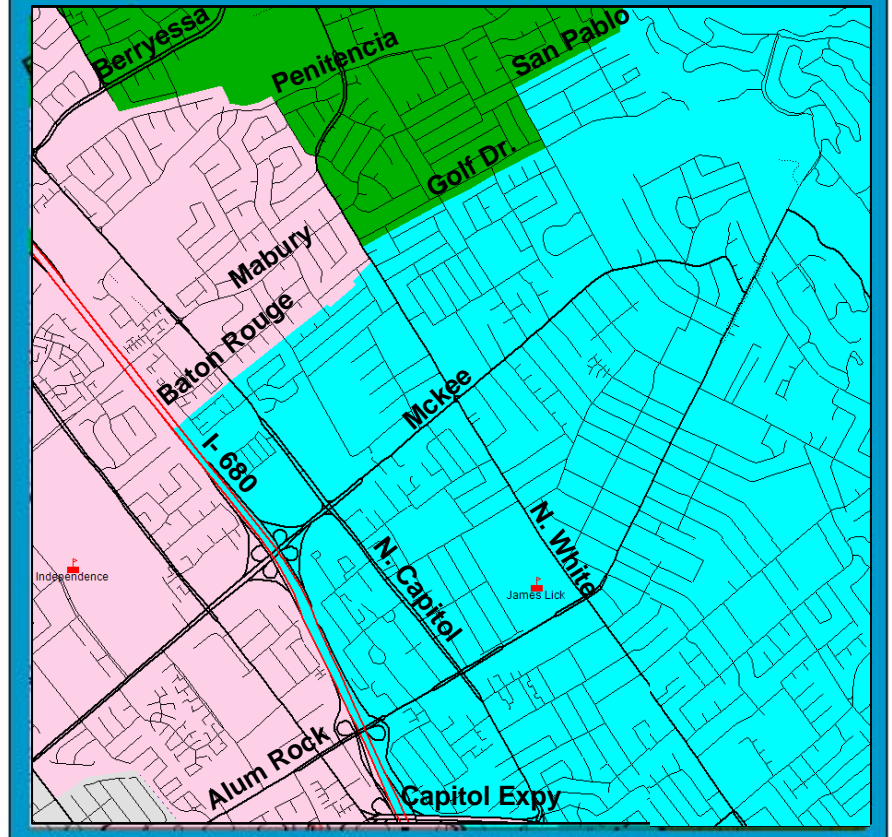 Berryessa
Penitencia
San Pablo
Golf Dr.
Mabury
Baton Rouge
Mckee
I- 680
N. White
N. Capitol
Independence
James Lick
Alum Rock
Capitol Expy